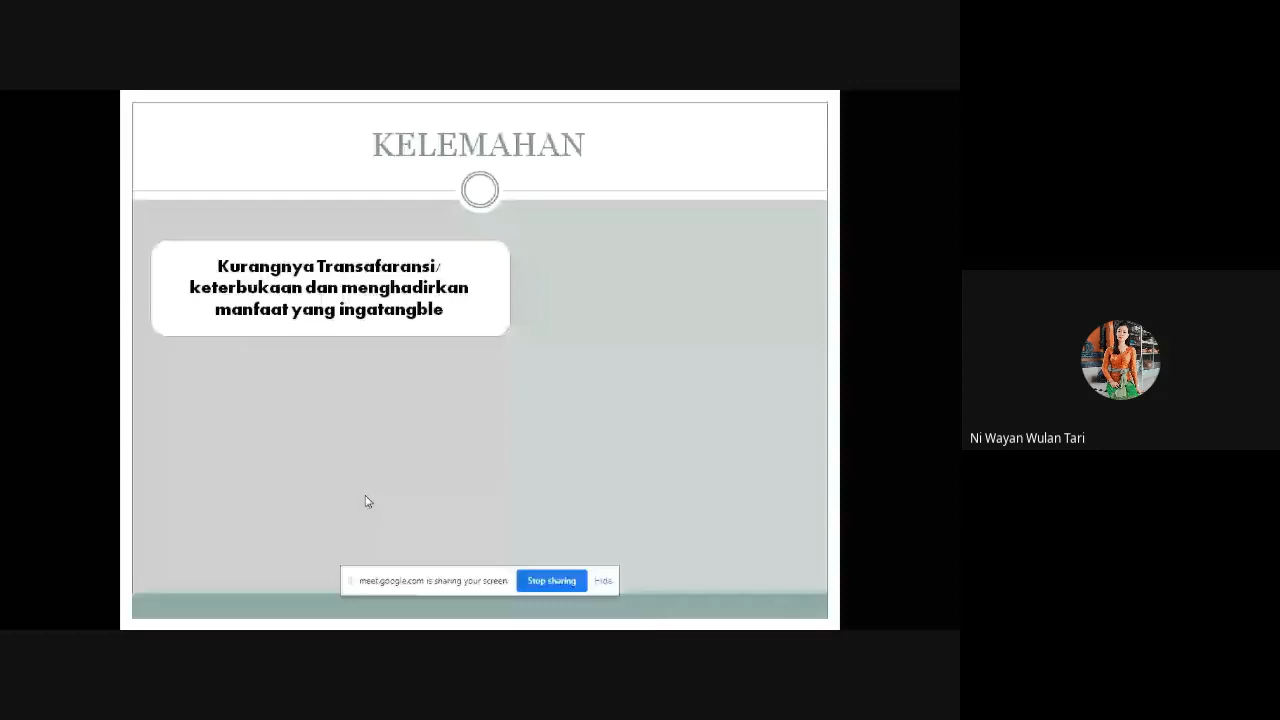 KELEMAHAN
Kurangnya Transafaransi/
keterbukaan dan menghadirkan
manfaat yang ingatangble
meet.google.com is sharing your screen
Stop sharing
Hide
Ni Wayan Wulan Tari